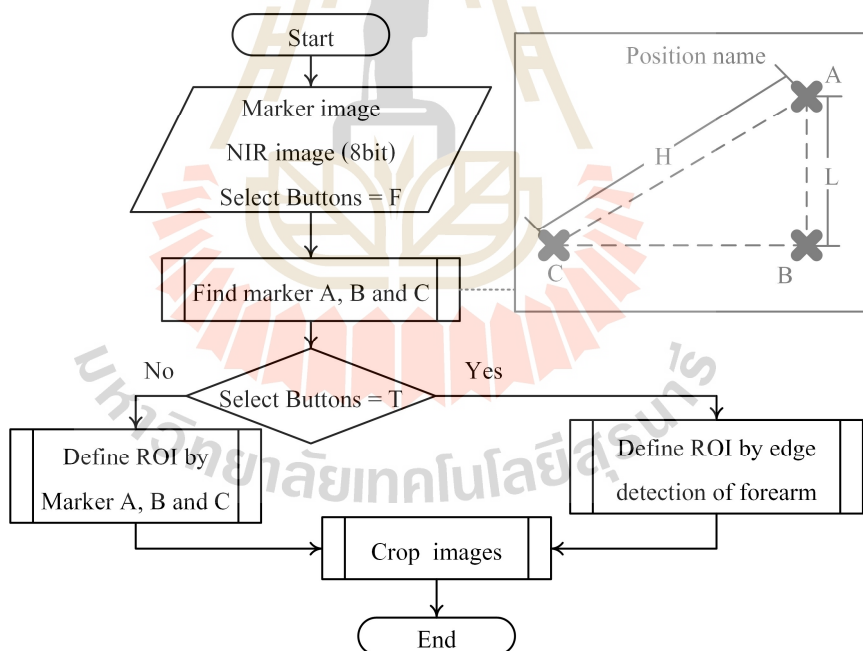 Start
Marker image
NIR image (8bit)
Select Buttons = F
Find marker A, B and C
Position name
A
H
L
C
B
No
Select Buttons = T
Yes
Define ROI by
Marker A, B and C
Define ROI by edge
detection of forearm
Crop images
End
มหาวิทยาลัยเทคโนโลยีสุรนารี